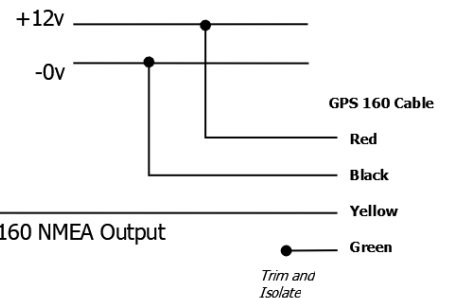 +12v
-0v
GPS 160 Cable
Red
Black
Yellow
160 NMEA Output
Green
Trim and
Isolate